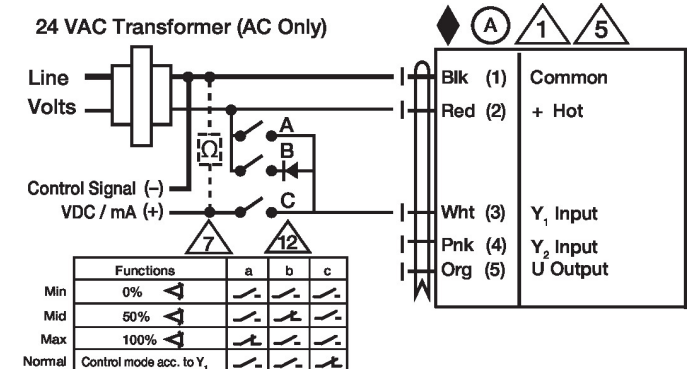 24 VAC Transformer (AC Only)
A 1 5
Line
Volts
Blk (1) Common
Red (2) + Hot
A
Ω
B
Control Signal (–)
VDC / mA (+)
C
Wht (3) Y1 Input
Pnk (4) Y2 Input
Org (5) U Output
7 12
Functions a b c
Min 0%
Mid 50%
Max 100%
Normal Control mode acc. to Y1